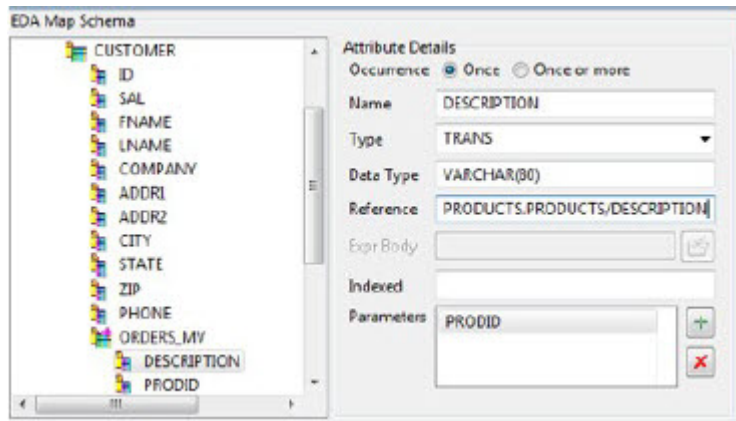 EDA Map Schema
CUSTOMER
ID
SAL
FNAME
LNAME
COMPANY
ADDR1
ADDR2
CITY
STATE
ZIP
PHONE
ORDERS_MV
DESCRIPTION
PRODID
Attribute Details
Occurrence Once Once or more
Name DESCRIPTION
Type TRANS
Data Type VARCHAR(80)
Reference PRODUCTS.PRODUCTS/DESCRIPTION
Expr Body
Indexed
Parameters PRODID